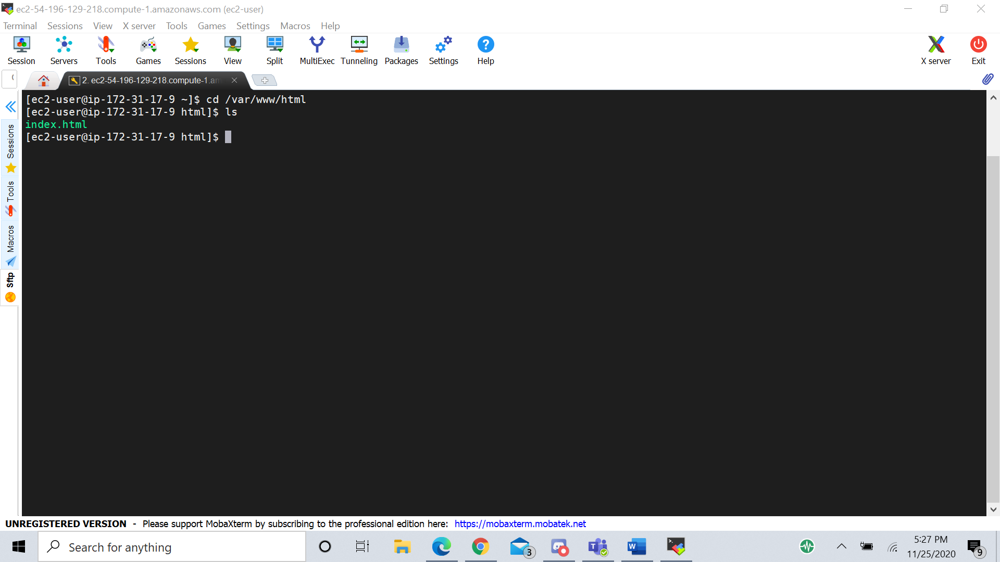 ec2-54-196-129-218.compute-1.amazonaws.com (ec2-user)
Terminal Sessions View X server Tools Games Settings Macros Help
Session Servers Tools Games Sessions View Split MultiExec Tunneling Packages Settings Help X server Exit
2. ec2-54-196-129-218.compute-1.am
[ec2-user@ip-172-31-17-9 ~]$ cd /var/www/html
[ec2-user@ip-172-31-17-9 html]$ ls
index.html
[ec2-user@ip-172-31-17-9 html]$
Sessions
Tools
Macros
Sftp
UNREGISTERED VERSION - Please support MobaXterm by subscribing to the professional edition here: https://mobaxterm.mobatek.net
Search for anything
3
5:27 PM
11/25/2020
9